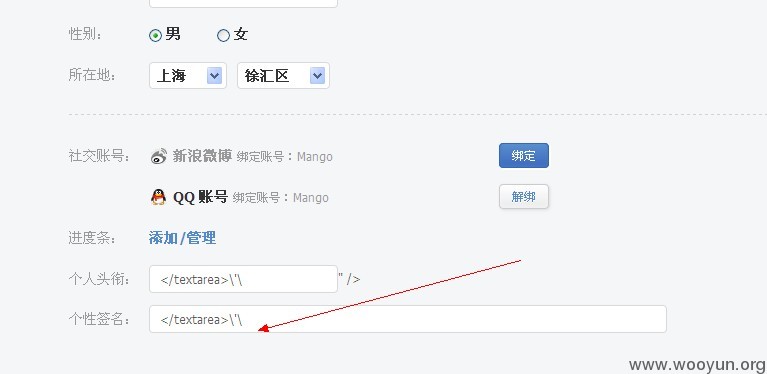 性别： 男 女
所在地： 上海 徐汇区
社交账号： 新浪微博 绑定账号：Mango 绑定
QQ 账号 绑定账号：Mango 解绑
进度条： 添加/管理
个人头衔： </textarea>\'\ " />
个性签名： </textarea>\'\
www.wooyun.org